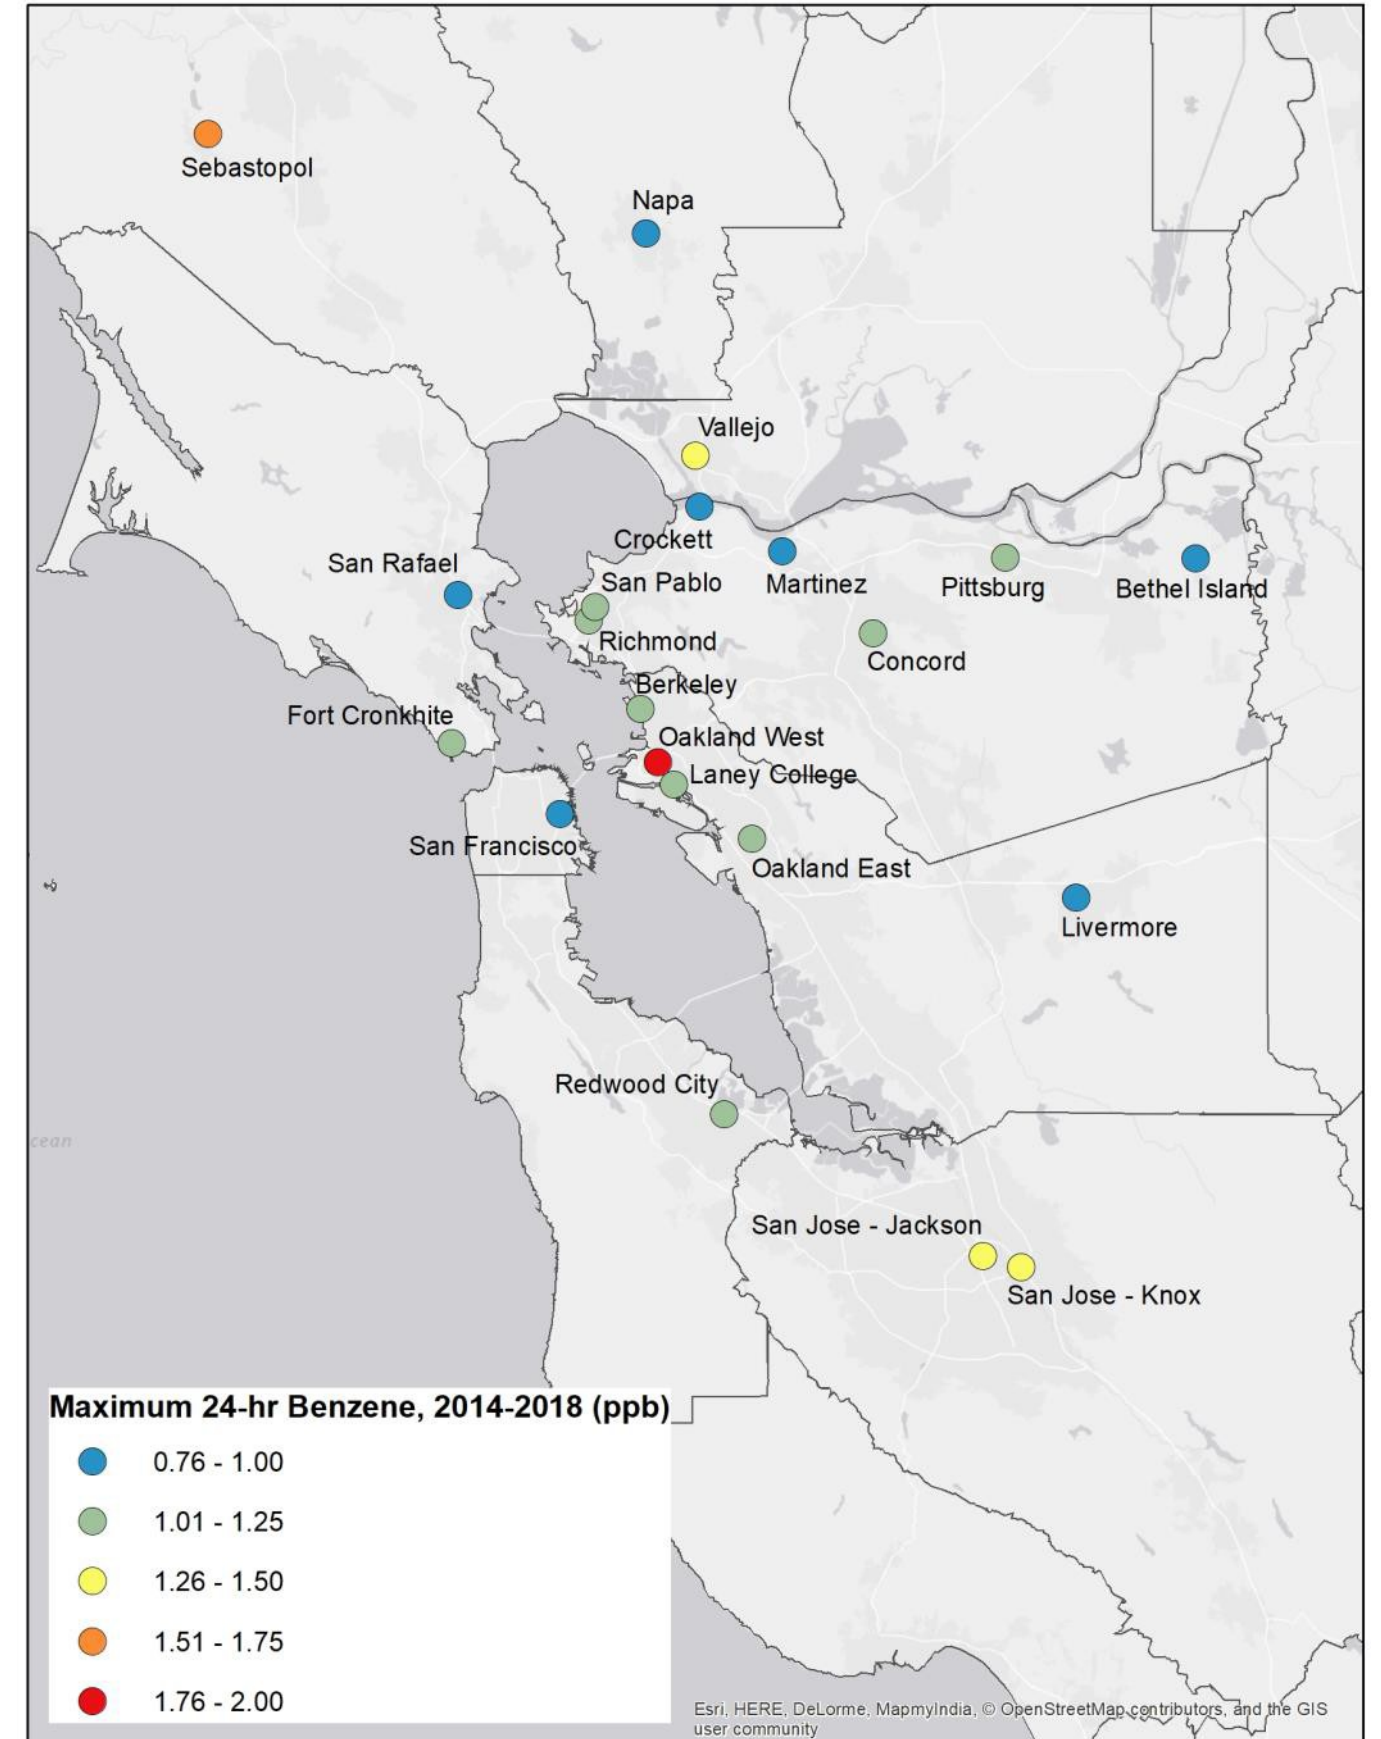 Sebastopol
Napa
Vallejo
Crockett
San Rafael
San Pablo
Martinez
Pittsburg
Bethel Island
Richmond
Concord
Berkeley
Fort Cronkhite
Oakland West
Laney College
San Francisco
Oakland East
Livermore
Redwood City
cean
San Jose - Jackson
San Jose - Knox
Maximum 24-hr Benzene, 2014-2018 (ppb)
0.76 - 1.00
1.01 - 1.25
1.26 - 1.50
1.51 - 1.75
1.76 - 2.00
Esri, HERE, DeLorme, MapmyIndia, © OpenStreetMap contributors, and the GIS
user community